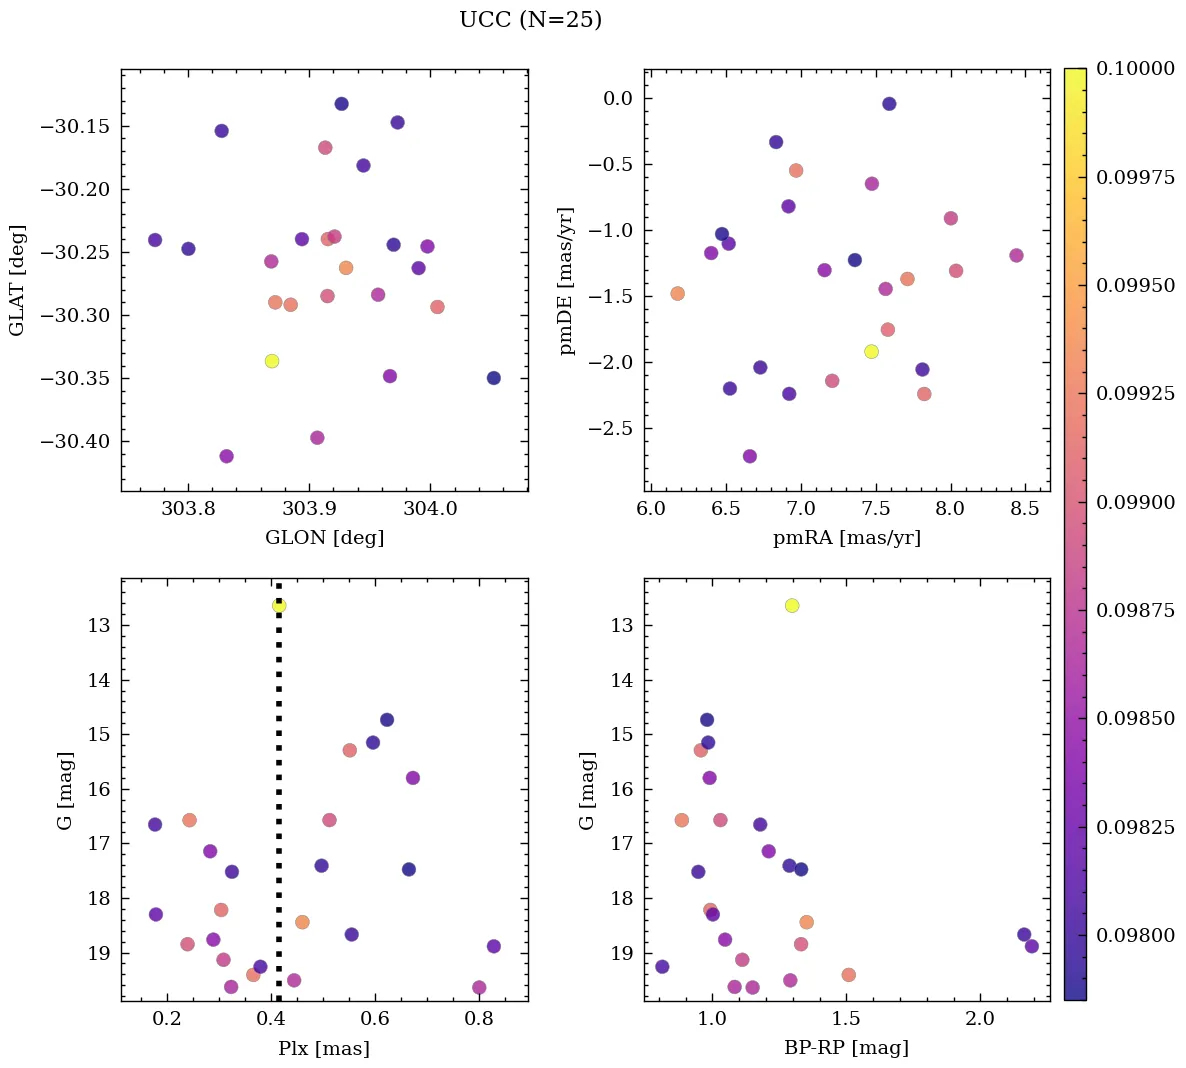 UCC (N=25)
−30.15
−30.20
−30.25
−30.30
−30.35
−30.40
GLAT [deg]
303.8 303.9 304.0
GLON [deg]
0.0
−0.5
−1.0
−1.5
−2.0
−2.5
pmDE [mas/yr]
6.0 6.5 7.0 7.5 8.0 8.5
pmRA [mas/yr]
13
14
15
16
17
18
19
G [mag]
0.2 0.4 0.6 0.8
Plx [mas]
13
14
15
16
17
18
19
G [mag]
1.0 1.5 2.0
BP-RP [mag]
0.10000
0.09975
0.09950
0.09925
0.09900
0.09875
0.09850
0.09825
0.09800